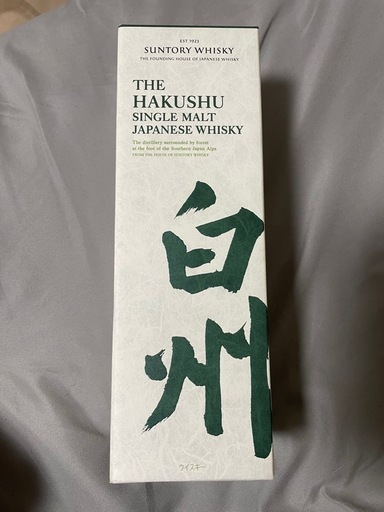 EST 1923
SUNTORY WHISKY
THE FOUNDING HOUSE OF JAPANESE WHISKY
THE
HAKUSHU
SINGLE MALT
JAPANESE WHISKY
The distillery surrounded by forest
at the foot of the Southern Japan Alps
FROM THE HOUSE OF SUNTORY WHISKY
白
州
ウイスキー